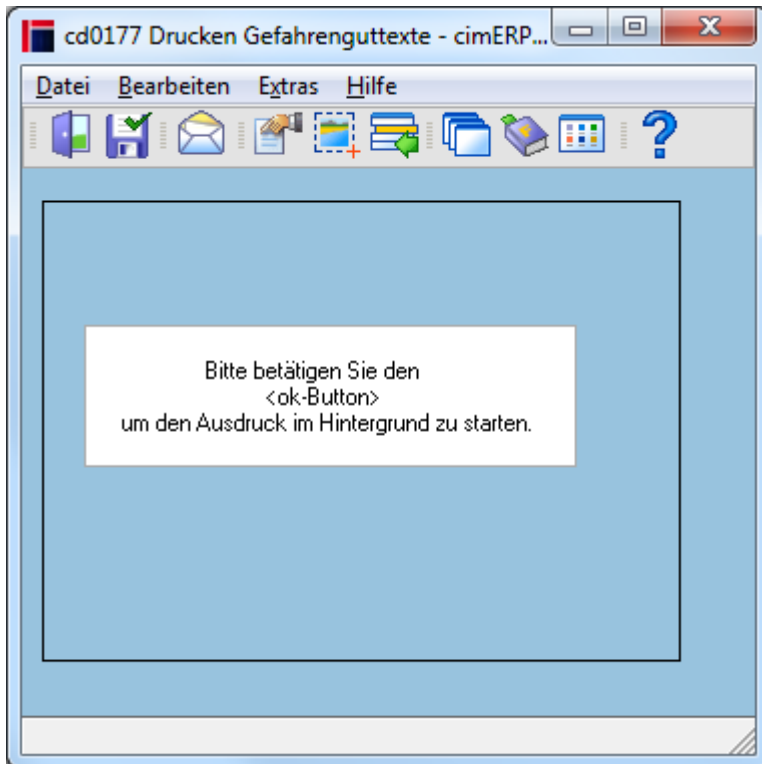 cd0177 Drucken Gefahrenguttexte - cimERP...
Datei Bearbeiten Extras Hilfe
Bitte betätigen Sie den
<ok-Button>
um den Ausdruck im Hintergrund zu starten.